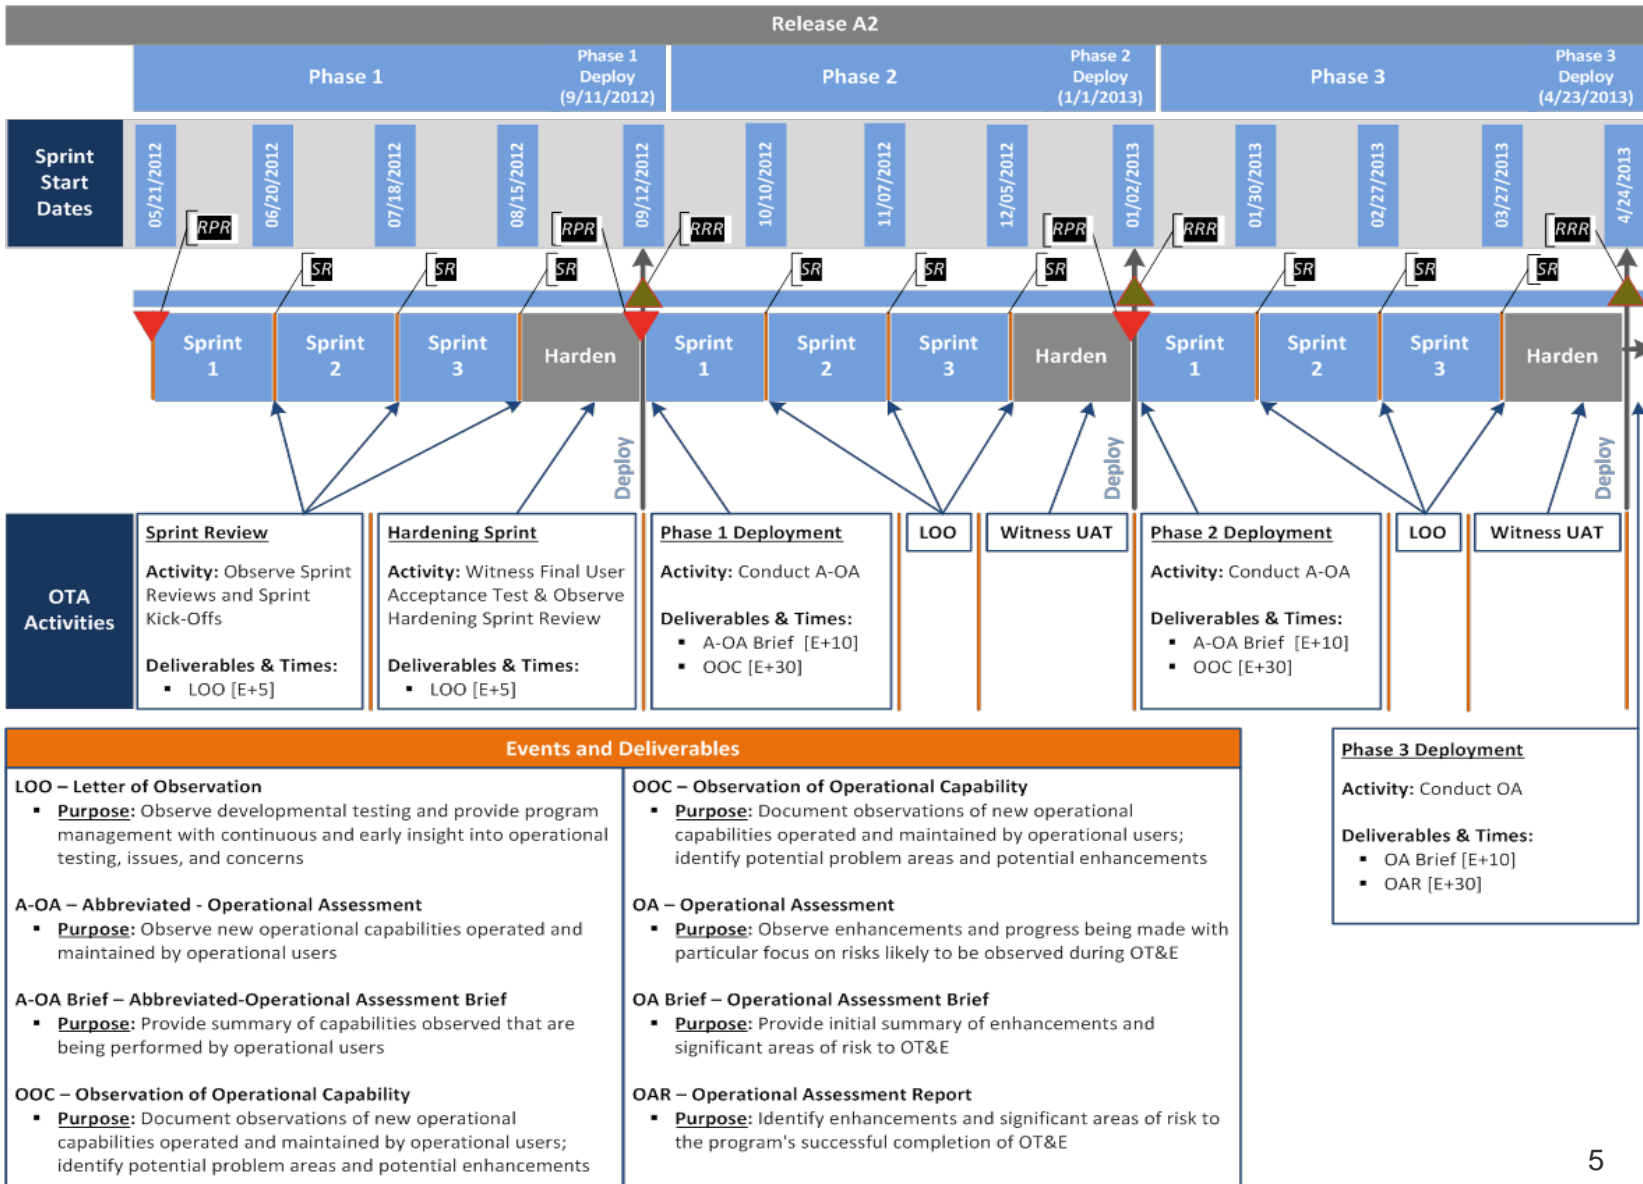 Release A2
Phase 1
Phase 1
Deploy
(9/11/2012)
Phase 2
Phase 2
Deploy
(1/1/2013)
Phase 3
Phase 3
Deploy
(4/23/2013)
Sprint
Start
Dates
05/21/2012
06/20/2012
07/18/2012
08/15/2012
09/12/2012
10/10/2012
11/07/2012
12/05/2012
01/02/2013
01/30/2013
02/27/2013
03/27/2013
4/24/2013
RPR
RPR
RRR
RPR
RRR
RRR
SR
SR
SR
SR
SR
SR
SR
SR
SR
Sprint
1
Sprint
2
Sprint
3
Harden
Sprint
1
Sprint
2
Sprint
3
Harden
Sprint
1
Sprint
2
Sprint
3
Harden
Deploy
Deploy
Deploy
OTA
Activities
Sprint Review
Activity: Observe Sprint
Reviews and Sprint
Kick-Offs
Deliverables & Times:
▪ LOO [E+5]
Hardening Sprint
Activity: Witness Final User
Acceptance Test & Observe
Hardening Sprint Review
Deliverables & Times:
▪ LOO [E+5]
Phase 1 Deployment
Activity: Conduct A-OA
Deliverables & Times:
▪ A-OA Brief [E+10]
▪ OOC [E+30]
LOO
Witness UAT
Phase 2 Deployment
Activity: Conduct A-OA
Deliverables & Times:
▪ A-OA Brief [E+10]
▪ OOC [E+30]
LOO
Witness UAT
Phase 3 Deployment
Activity: Conduct OA
Deliverables & Times:
▪ OA Brief [E+10]
▪ OAR [E+30]
Events and Deliverables
LOO – Letter of Observation
▪ Purpose: Observe developmental testing and provide program
management with continuous and early insight into operational
testing, issues, and concerns
A-OA – Abbreviated - Operational Assessment
▪ Purpose: Observe new operational capabilities operated and
maintained by operational users
A-OA Brief – Abbreviated-Operational Assessment Brief
▪ Purpose: Provide summary of capabilities observed that are
being performed by operational users
OOC – Observation of Operational Capability
▪ Purpose: Document observations of new operational
capabilities operated and maintained by operational users;
identify potential problem areas and potential enhancements
OOC – Observation of Operational Capability
▪ Purpose: Document observations of new operational
capabilities operated and maintained by operational users;
identify potential problem areas and potential enhancements
OA – Operational Assessment
▪ Purpose: Observe enhancements and progress being made with
particular focus on risks likely to be observed during OT&E
OA Brief – Operational Assessment Brief
▪ Purpose: Provide initial summary of enhancements and
significant areas of risk to OT&E
OAR – Operational Assessment Report
▪ Purpose: Identify enhancements and significant areas of risk to
the program's successful completion of OT&E
5